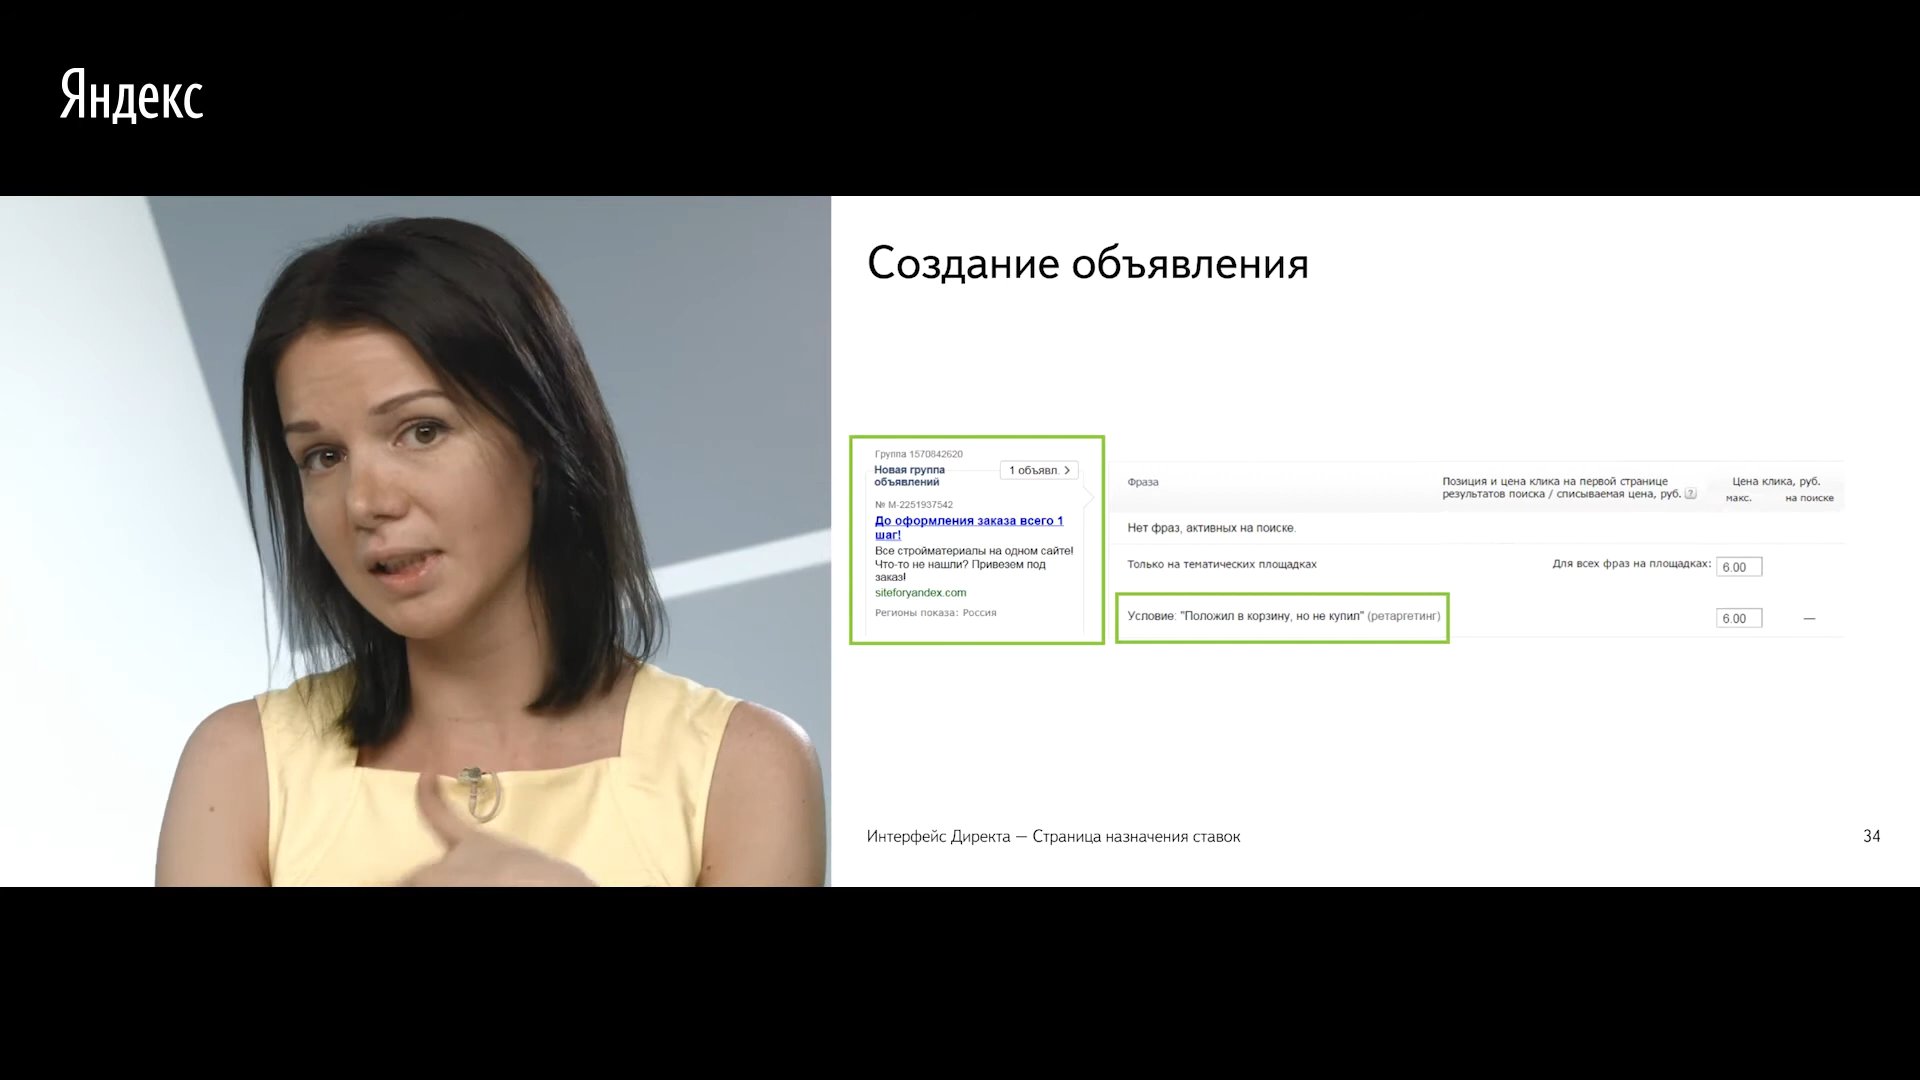 Яндекс
Создание объявления
Группа 1570842620
Новая группа
объявлений
1 объявл.
№ M-2251937542
До оформления заказа всего 1
шаг!
Все стройматериалы на одном сайте!
Что-то не нашли? Привезем под
заказ!
siteforyandex.com
Регионы показа: Россия
Фраза
Позиция и цена клика на первой странице
результатов поиска / списываемая цена, руб. ?
Цена клика, руб.
макс. на поиске
Нет фраз, активных на поиске.
Только на тематических площадках
Для всех фраз на площадках: 6.00
Условие: "Положил в корзину, но не купил" (ретаргетинг)
6.00 —
Интерфейс Директа — Страница назначения ставок
34